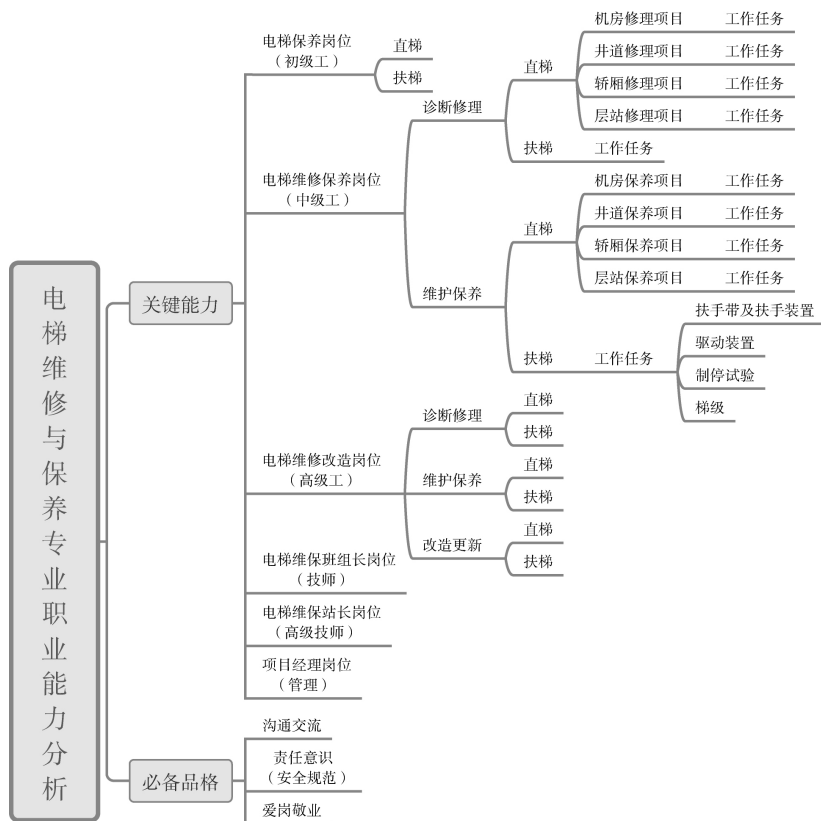 电梯维修与保养专业职业能力分析
关键能力
电梯保养岗位
（初级工）
直梯
扶梯
电梯维修保养岗位
（中级工）
诊断修理
直梯
机房修理项目 工作任务
井道修理项目 工作任务
轿厢修理项目 工作任务
层站修理项目 工作任务
扶梯 工作任务
维护保养
直梯
机房保养项目 工作任务
井道保养项目 工作任务
轿厢保养项目 工作任务
层站保养项目 工作任务
扶梯 工作任务
扶手带及扶手装置
驱动装置
制停试验
梯级
电梯维修改造岗位
（高级工）
诊断修理
直梯
扶梯
维护保养
直梯
扶梯
改造更新
直梯
扶梯
电梯维保班组长岗位
（技师）
电梯维保站长岗位
（高级技师）
项目经理岗位
（管理）
必备品格
沟通交流
责任意识
（安全规范）
爱岗敬业